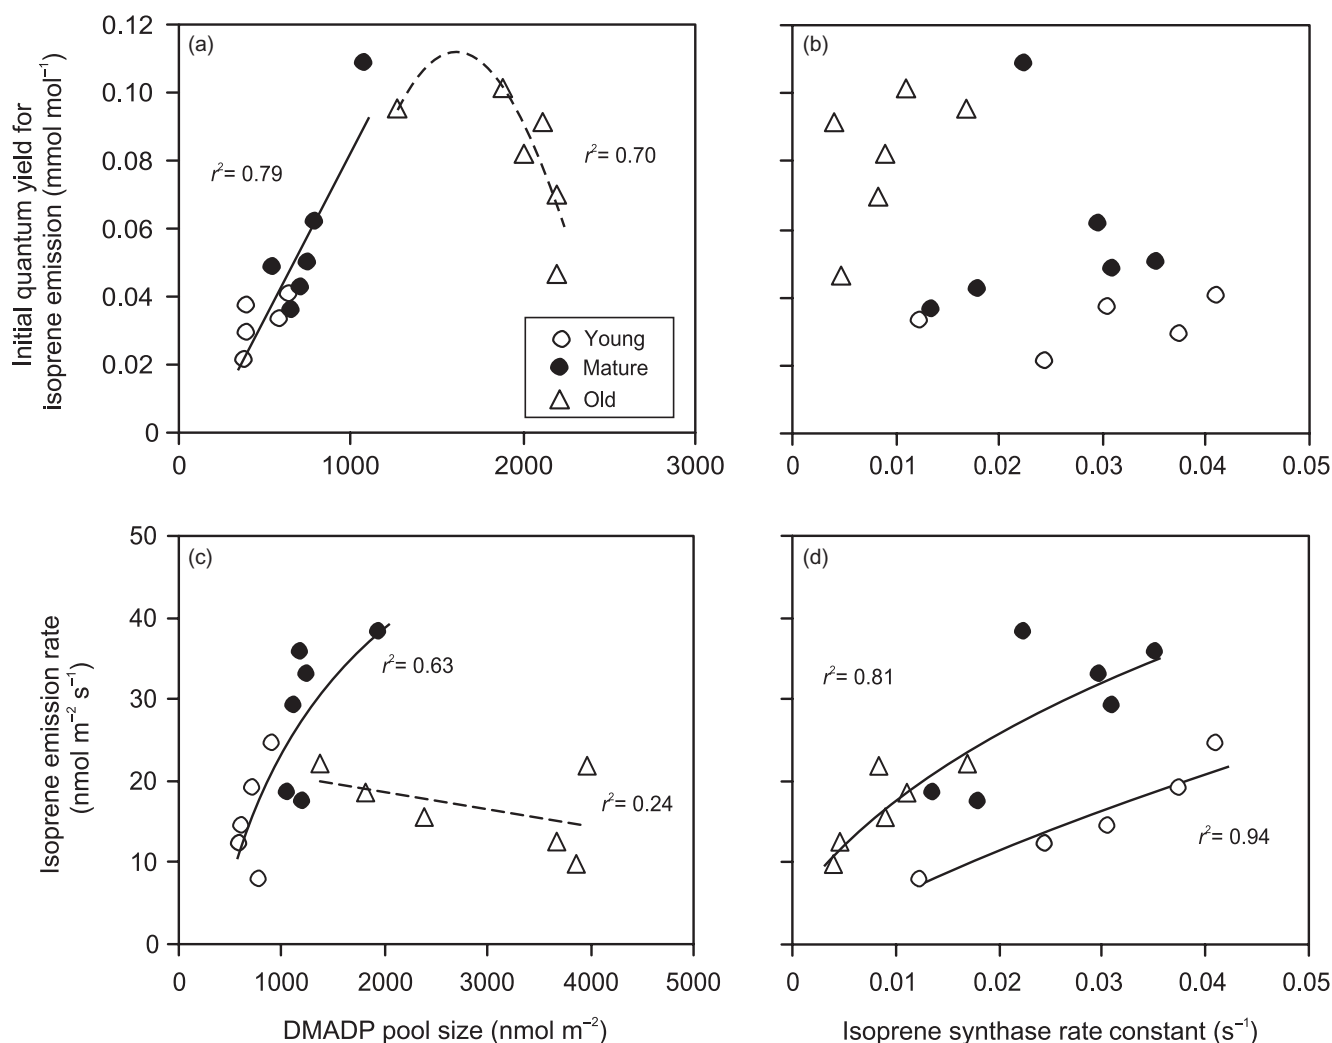 (a)
0.12
0.10
0.08
0.06
0.04
0.02
0
Initial quantum yield for
isoprene emission (mmol mol⁻¹)
r²= 0.79
r²= 0.70
Young
Mature
Old
0 1000 2000 3000
(b)
0 0.01 0.02 0.03 0.04 0.05
(c)
50
40
30
20
10
0
Isoprene emission rate
(nmol m⁻² s⁻¹)
r²= 0.63
r²= 0.24
0 1000 2000 3000 4000 5000
DMADP pool size (nmol m⁻²)
(d)
r²= 0.81
r²= 0.94
0 0.01 0.02 0.03 0.04 0.05
Isoprene synthase rate constant (s⁻¹)